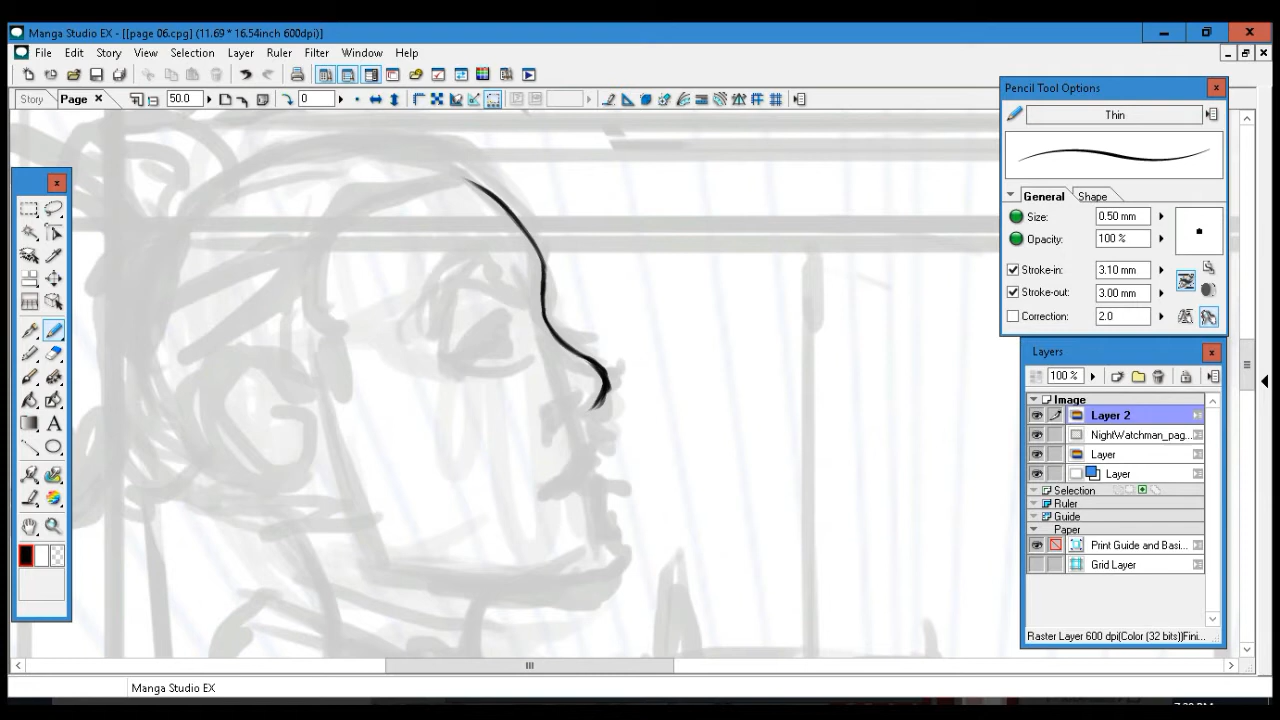 Manga Studio EX - [[page 06.cpg] (11.69 * 16.54inch 600dpi)]
File Edit Story View Selection Layer Ruler Filter Window Help
Story Page 50.0 0
Pencil Tool Options
Thin
General Shape
Size: 0.50 mm
Opacity: 100 %
Stroke-in: 3.10 mm
Stroke-out: 3.00 mm
Correction: 2.0
Layers
100 %
Image
Layer 2
NightWatchman_pag...
Layer
Layer
Selection
Ruler
Guide
Paper
Print Guide and Basi...
Grid Layer
Raster Layer 600 dpi(Color (32 bits))Fini...
Manga Studio EX